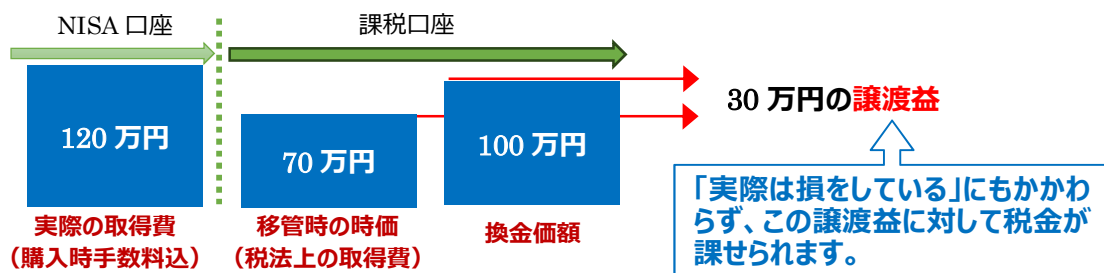 NISA 口座
課税口座
120 万円
70 万円
100 万円
30 万円の譲渡益
実際の取得費
（購入時手数料込）
移管時の時価
（税法上の取得費）
換金価額
「実際は損をしている」にもかかわ
らず、この譲渡益に対して税金が
課せられます。